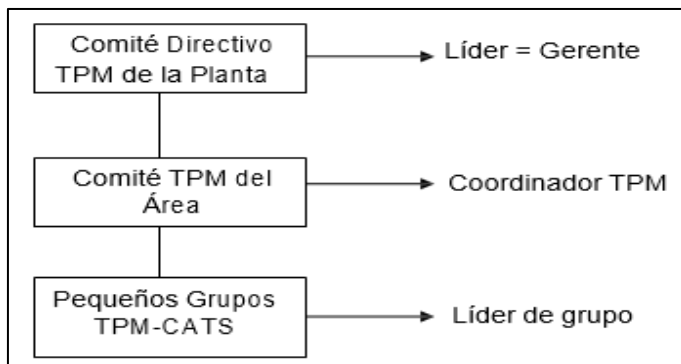 Comité Directivo
TPM de la Planta
Líder = Gerente
Comité TPM del
Área
Coordinador TPM
Pequeños Grupos
TPM-CATS
Líder de grupo